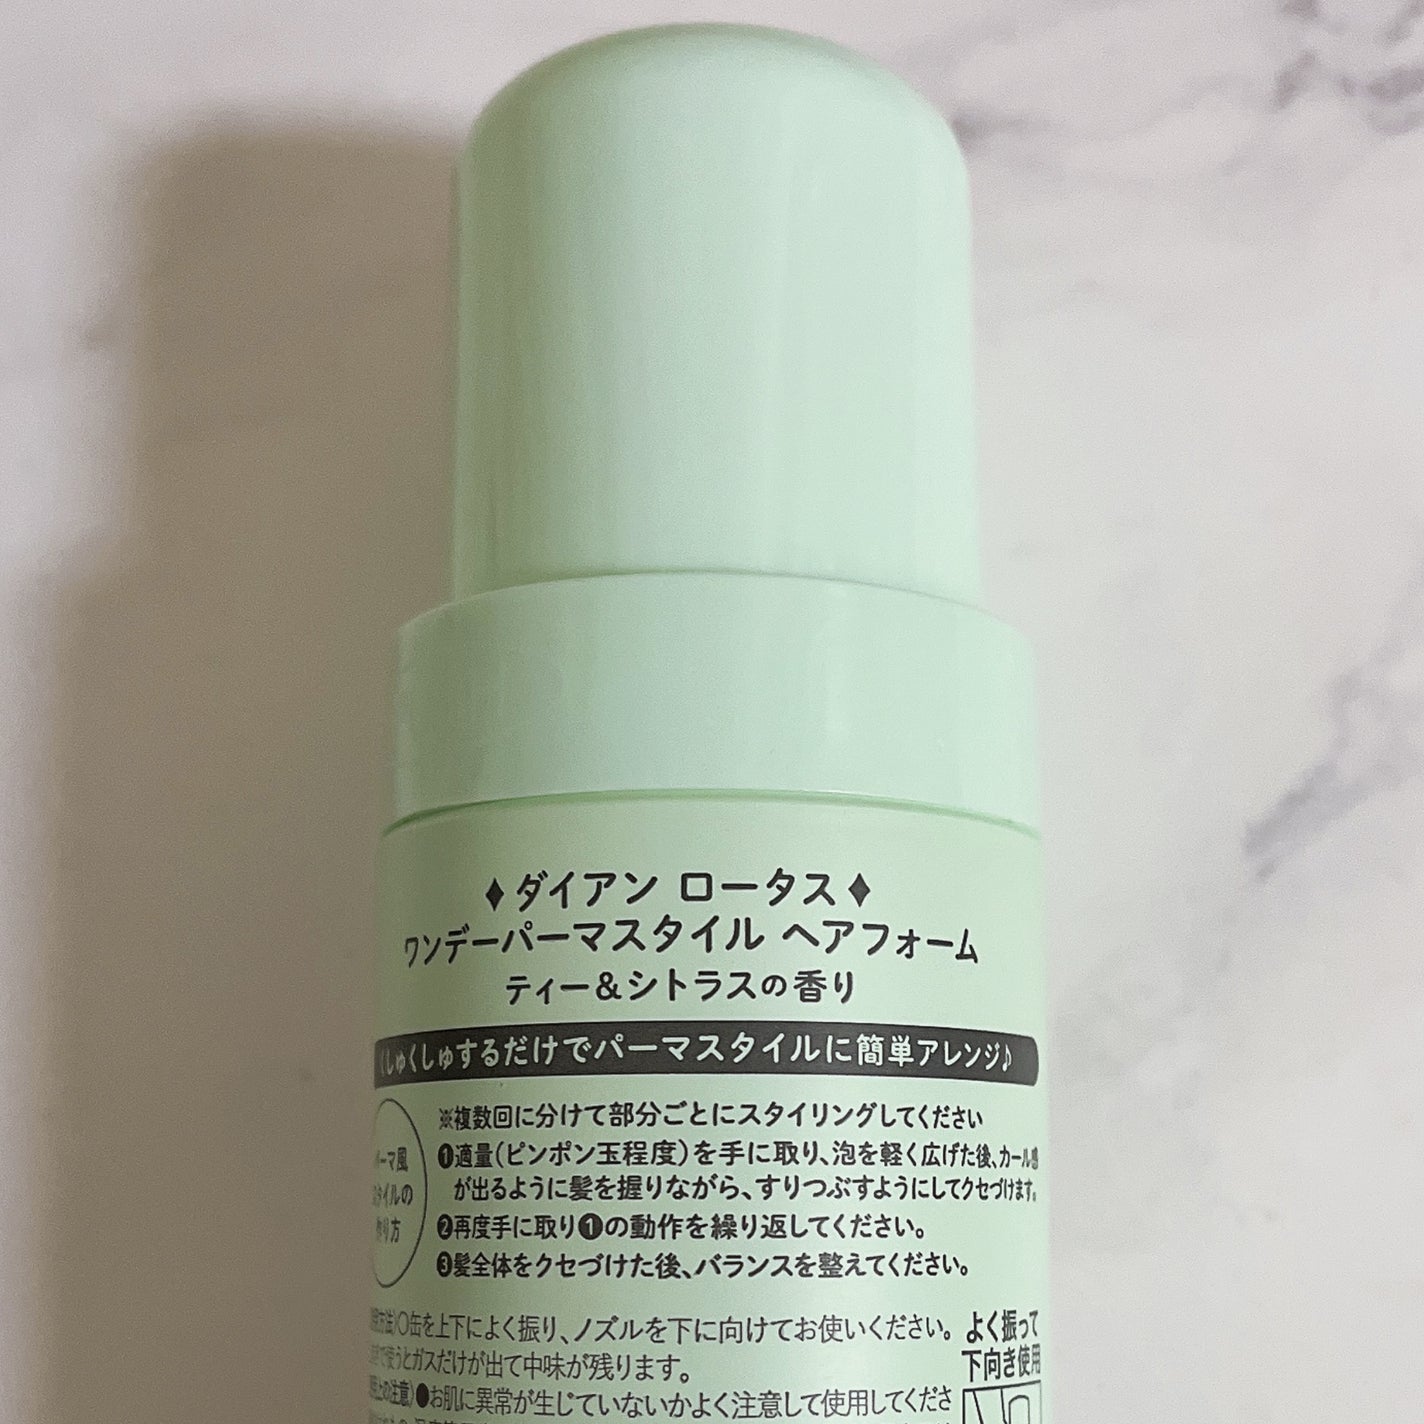 ♦ダイアン ロータス♦
ワンデーパーマスタイル ヘアフォーム
ティー&シトラスの香り
くしゅくしゅするだけでパーマスタイルに簡単アレンジ♪
※複数回に分けて部分ごとにスタイリングしてください
❶適量(ピンポン玉程度)を手に取り、泡を軽く広げた後、カール感
が出るように髪を握りながら、すりつぶすようにしてクセづけます。
❷再度手に取り❶の動作を繰り返してください。
❸髪全体をクセづけた後、バランスを整えてください。
ーマ風
タイルの
作り方
方法)〇缶を上下によく振り、ノズルを下に向けてお使いください。
で使うとガスだけが出て中味が残ります。
上の注意)●お肌に異常が生じていないかよく注意して使用してくださ
よく振って
下向き使用